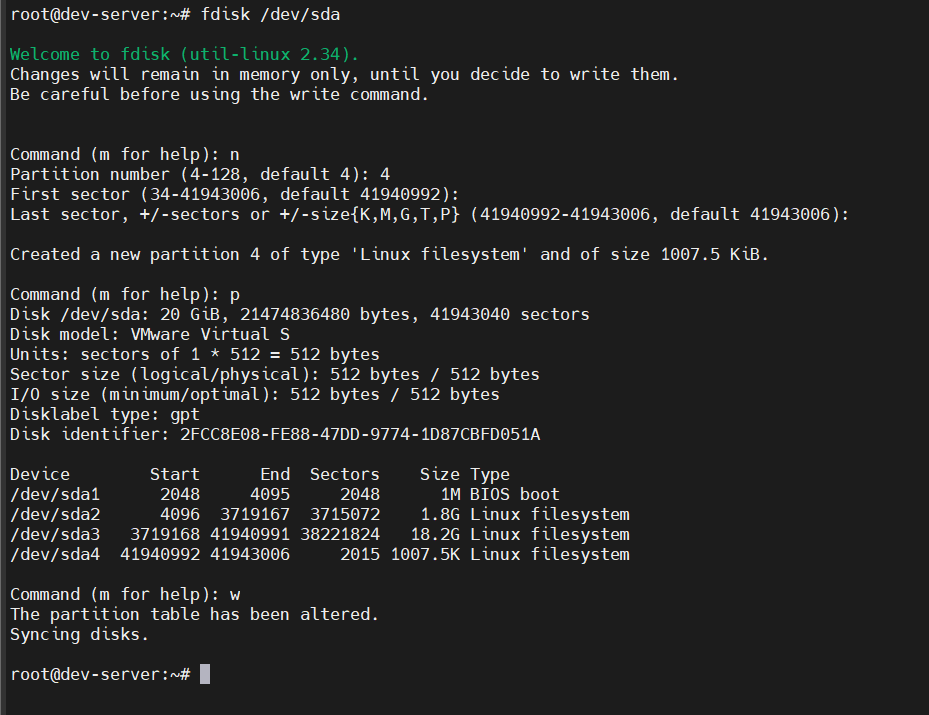 root@dev-server:~# fdisk /dev/sda
Welcome to fdisk (util-linux 2.34).
Changes will remain in memory only, until you decide to write them.
Be careful before using the write command.
Command (m for help): n
Partition number (4-128, default 4): 4
First sector (34-41943006, default 41940992):
Last sector, +/-sectors or +/-size{K,M,G,T,P} (41940992-41943006, default 41943006):
Created a new partition 4 of type 'Linux filesystem' and of size 1007.5 KiB.
Command (m for help): p
Disk /dev/sda: 20 GiB, 21474836480 bytes, 41943040 sectors
Disk model: VMware Virtual S
Units: sectors of 1 * 512 = 512 bytes
Sector size (logical/physical): 512 bytes / 512 bytes
I/O size (minimum/optimal): 512 bytes / 512 bytes
Disklabel type: gpt
Disk identifier: 2FCC8E08-FE88-47DD-9774-1D87CBFD051A
Device        Start      End  Sectors    Size Type
/dev/sda1      2048     4095     2048      1M BIOS boot
/dev/sda2      4096  3719167  3715072    1.8G Linux filesystem
/dev/sda3   3719168 41940991 38221824   18.2G Linux filesystem
/dev/sda4  41940992 41943006     2015 1007.5K Linux filesystem
Command (m for help): w
The partition table has been altered.
Syncing disks.
root@dev-server:~#